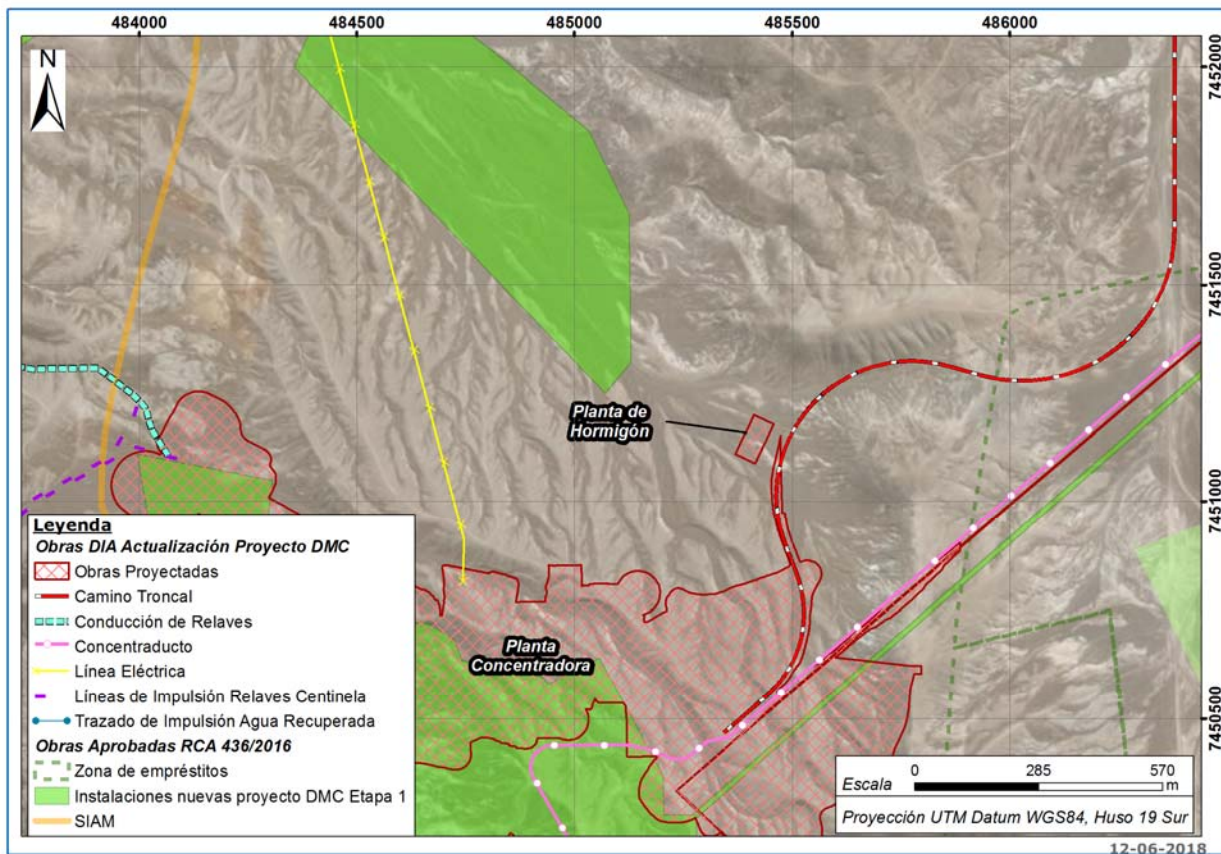 484000
484500
485000
485500
486000
N
7452000
7451500
7451000
7450500
Planta de
Hormigón
Planta
Concentradora
Leyenda
Obras DIA Actualización Proyecto DMC
Obras Proyectadas
Camino Troncal
Conducción de Relaves
Concentraducto
Línea Eléctrica
Líneas de Impulsión Relaves Centinela
Trazado de Impulsión Agua Recuperada
Obras Aprobadas RCA 436/2016
Zona de empréstitos
Instalaciones nuevas proyecto DMC Etapa 1
SIAM
Escala
0 285 570
m
Proyección UTM Datum WGS84, Huso 19 Sur
12-06-2018